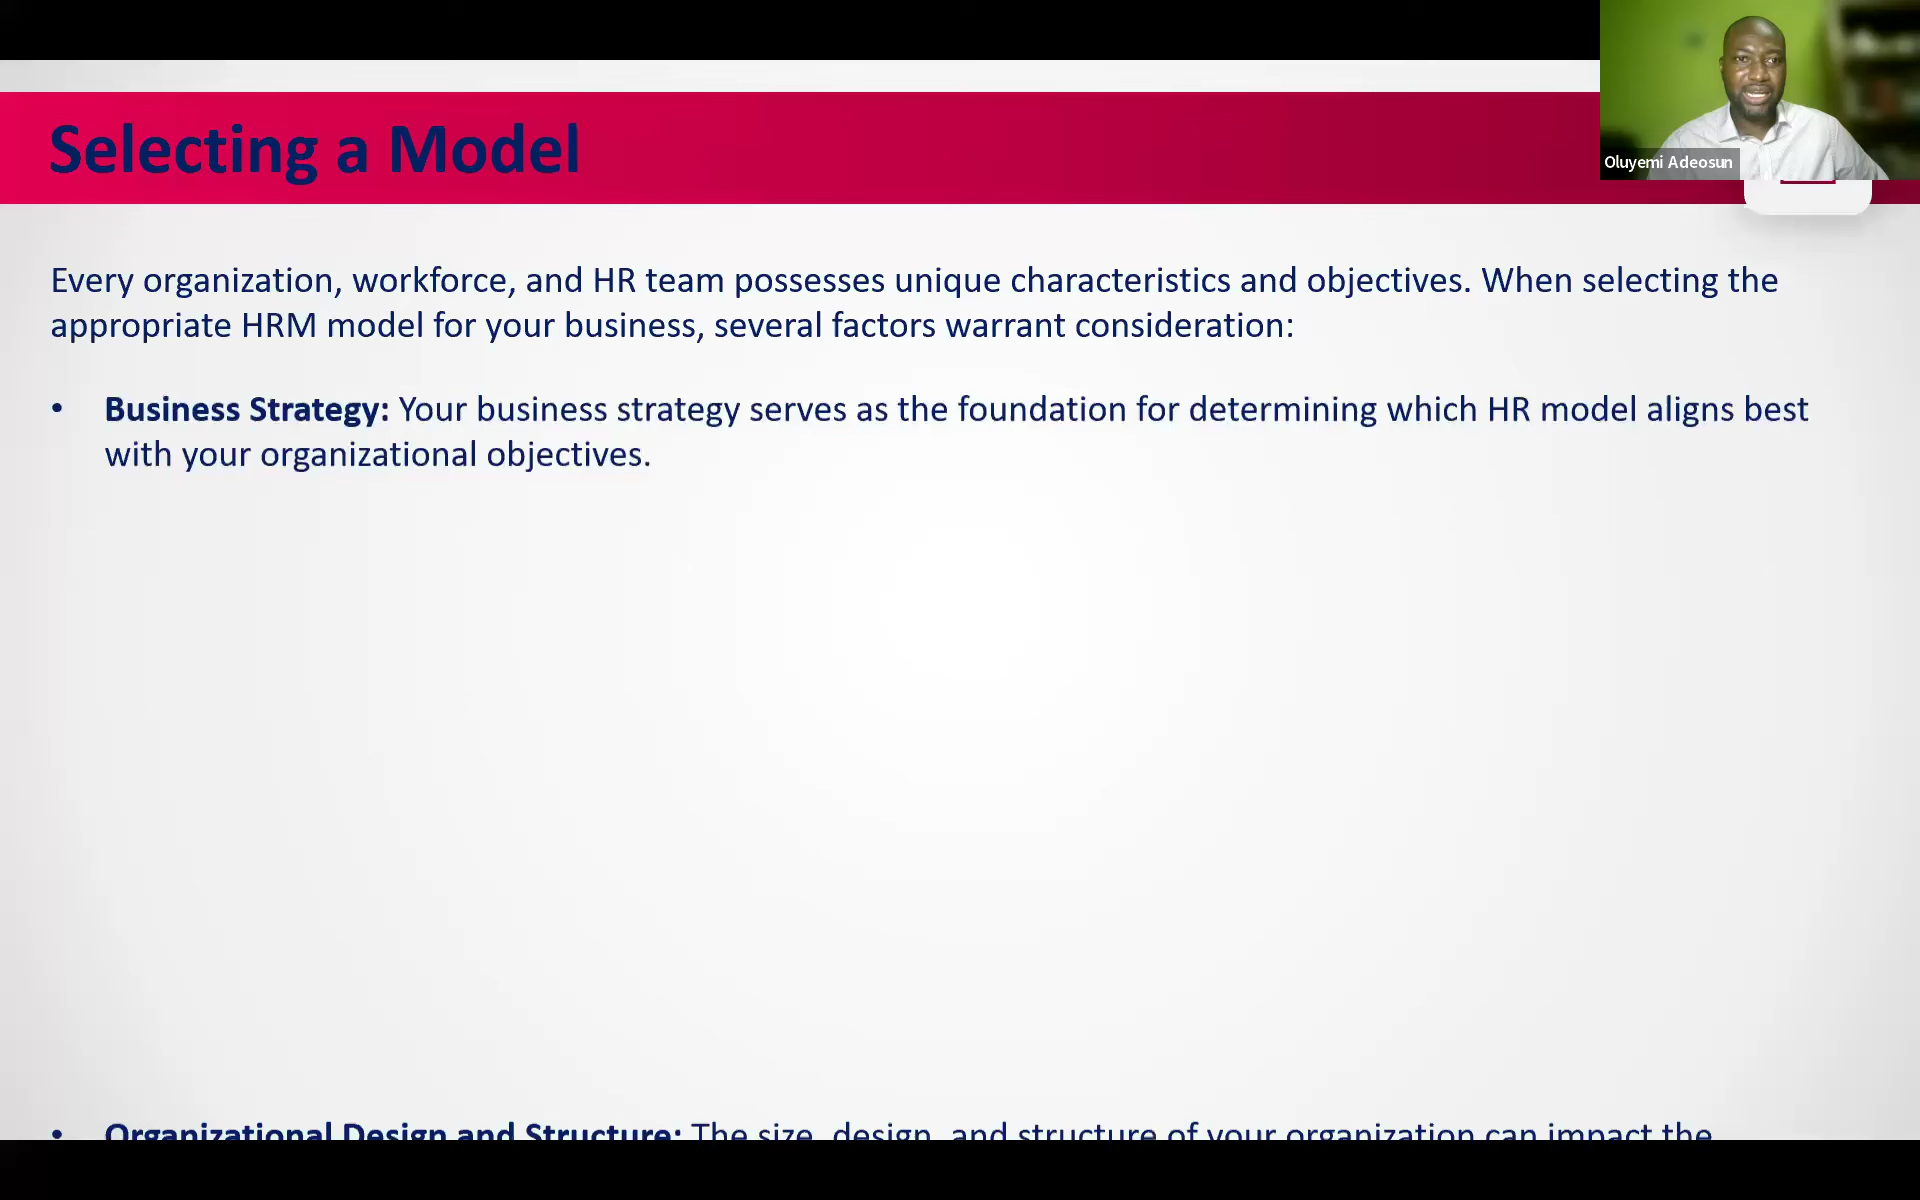 Selecting a Model
Oluyemi Adeosun
Every organization, workforce, and HR team possesses unique characteristics and objectives. When selecting the
appropriate HRM model for your business, several factors warrant consideration:
• Business Strategy: Your business strategy serves as the foundation for determining which HR model aligns best
with your organizational objectives.
• Organizational Design and Structure: The size, design, and structure of your organization can impact the